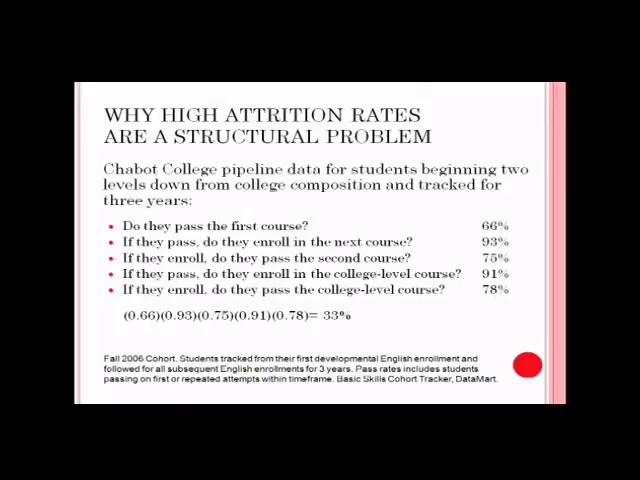 WHY HIGH ATTRITION RATES
ARE A STRUCTURAL PROBLEM
Chabot College pipeline data for students beginning two
levels down from college composition and tracked for
three years:
• Do they pass the first course? 66%
• If they pass, do they enroll in the next course? 93%
• If they enroll, do they pass the second course? 75%
• If they pass, do they enroll in the college-level course? 91%
• If they enroll, do they pass the college-level course? 78%
(0.66)(0.93)(0.75)(0.91)(0.78)= 33%
Fall 2006 Cohort. Students tracked from their first developmental English enrollment and
followed for all subsequent English enrollments for 3 years. Pass rates includes students
passing on first or repeated attempts within timeframe. Basic Skills Cohort Tracker, DataMart.